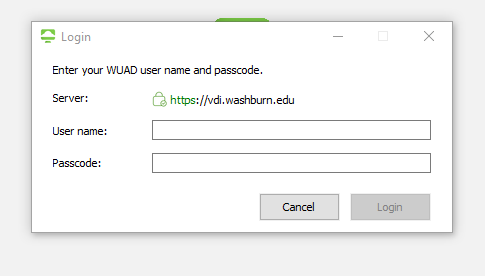 Login
Enter your WUAD user name and passcode.
Server: https://vdi.washburn.edu
User name:
Passcode:
Cancel Login